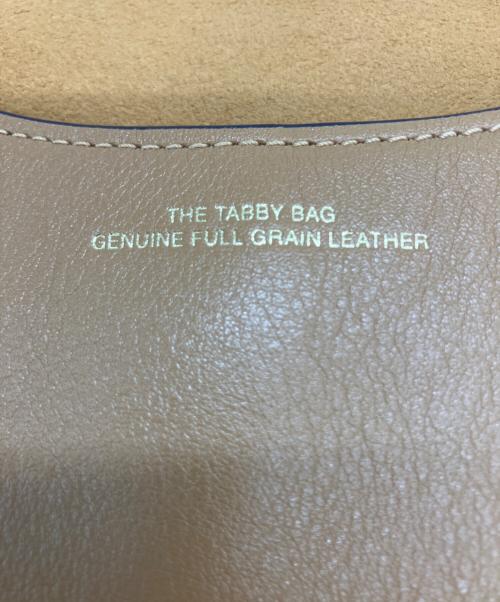 THE TABBY BAG
GENUINE FULL GRAIN LEATHER